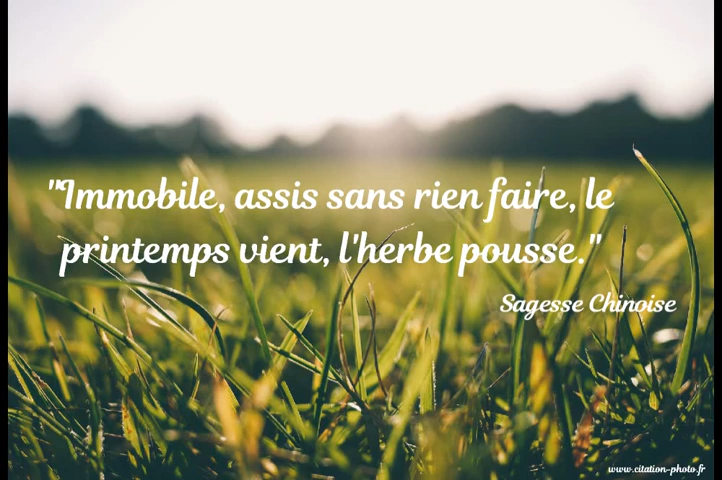 "Immobile, assis sans rien faire, le
printemps vient, l'herbe pousse."
Sagesse Chinoise
www.citation-photo.fr